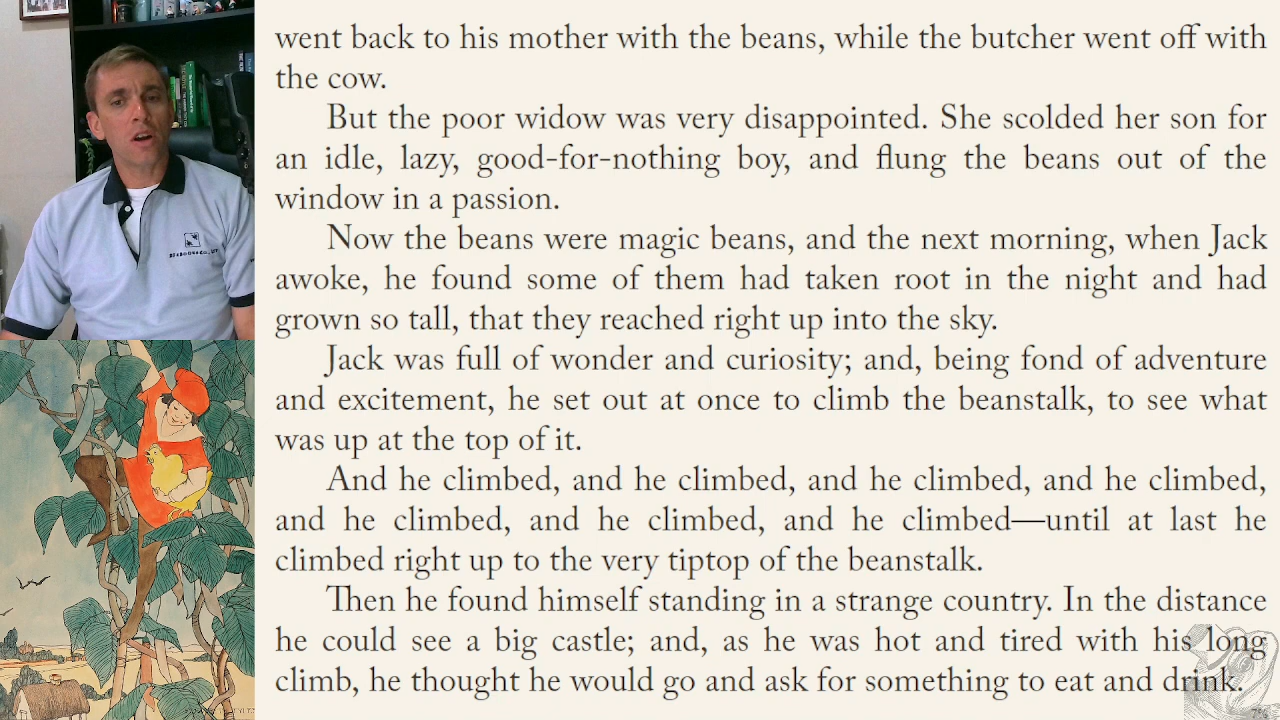 went back to his mother with the beans, while the butcher went off with
the cow.
But the poor widow was very disappointed. She scolded her son for
an idle, lazy, good-for-nothing boy, and flung the beans out of the
window in a passion.
Now the beans were magic beans, and the next morning, when Jack
awoke, he found some of them had taken root in the night and had
grown so tall, that they reached right up into the sky.
Jack was full of wonder and curiosity; and, being fond of adventure
and excitement, he set out at once to climb the beanstalk, to see what
was up at the top of it.
And he climbed, and he climbed, and he climbed, and he climbed,
and he climbed, and he climbed, and he climbed—until at last he
climbed right up to the very tiptop of the beanstalk.
Then he found himself standing in a strange country. In the distance
he could see a big castle; and, as he was hot and tired with his long
climb, he thought he would go and ask for something to eat and drink.